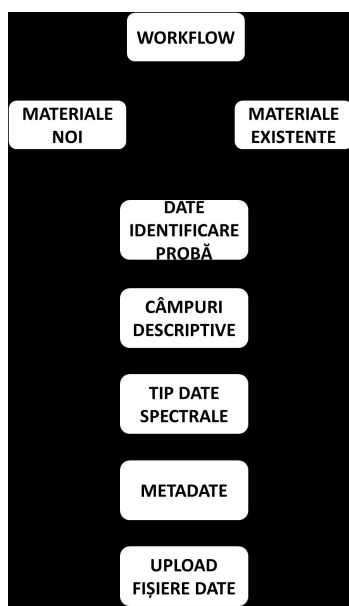 WORKFLOW
MATERIALE
NOI
MATERIALE
EXISTENTE
DATE
IDENTIFICARE
PROBĂ
CÂMPURI
DESCRIPTIVE
TIP DATE
SPECTRALE
METADATE
UPLOAD
FIȘIERE DATE